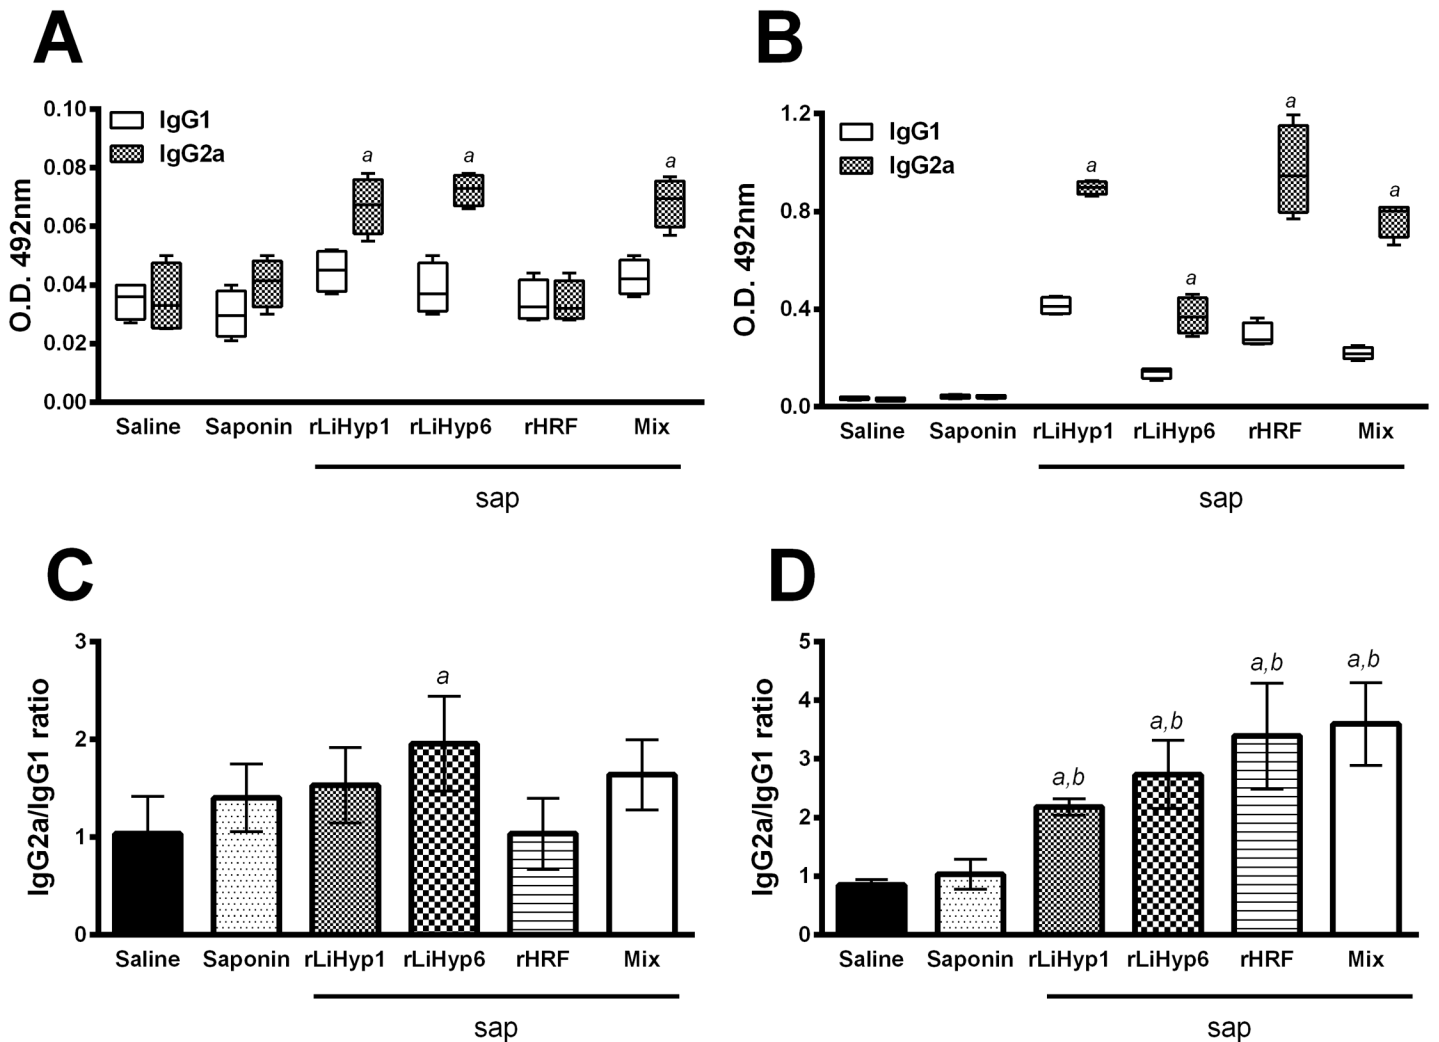 A
O.D. 492nm
0.10
0.08
0.06
0.04
0.02
0.00
IgG1
IgG2a
a
a
a
Saline Saponin rLiHyp1 rLiHyp6 rHRF Mix
sap
B
O.D. 492nm
1.2
0.8
0.4
0.0
IgG1
IgG2a
a
a
a
a
Saline Saponin rLiHyp1 rLiHyp6 rHRF Mix
sap
C
IgG2a/IgG1 ratio
3
2
1
0
a
Saline Saponin rLiHyp1 rLiHyp6 rHRF Mix
sap
D
IgG2a/IgG1 ratio
5
4
3
2
1
0
a,b
a,b
a,b
a,b
Saline Saponin rLiHyp1 rLiHyp6 rHRF Mix
sap